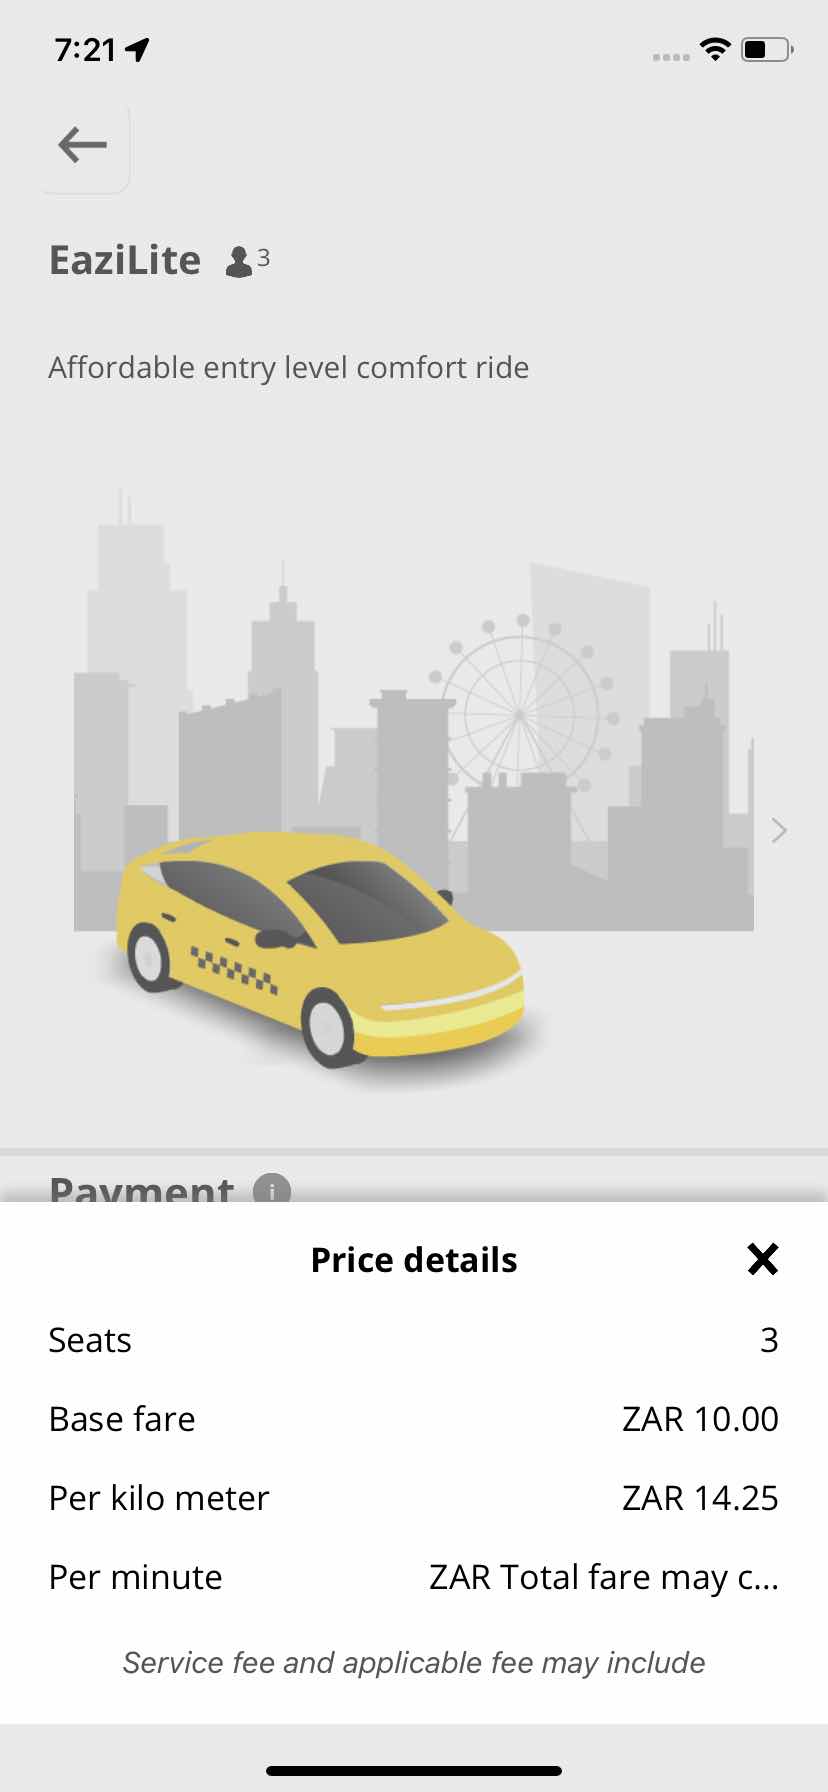 7:21
EaziLite 3
Affordable entry level comfort ride
Payment i
Price details
Seats 3
Base fare ZAR 10.00
Per kilo meter ZAR 14.25
Per minute ZAR Total fare may c...
Service fee and applicable fee may include